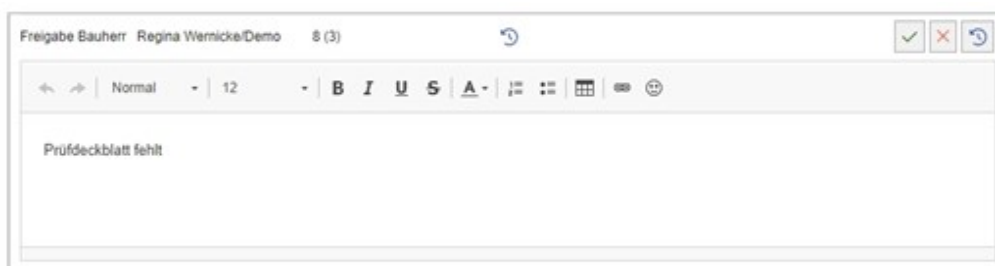 Freigabe Bauherr Regina Wernicke/Demo 8 (3)
Normal 12 B I U S A
Prüfdeckblatt fehlt